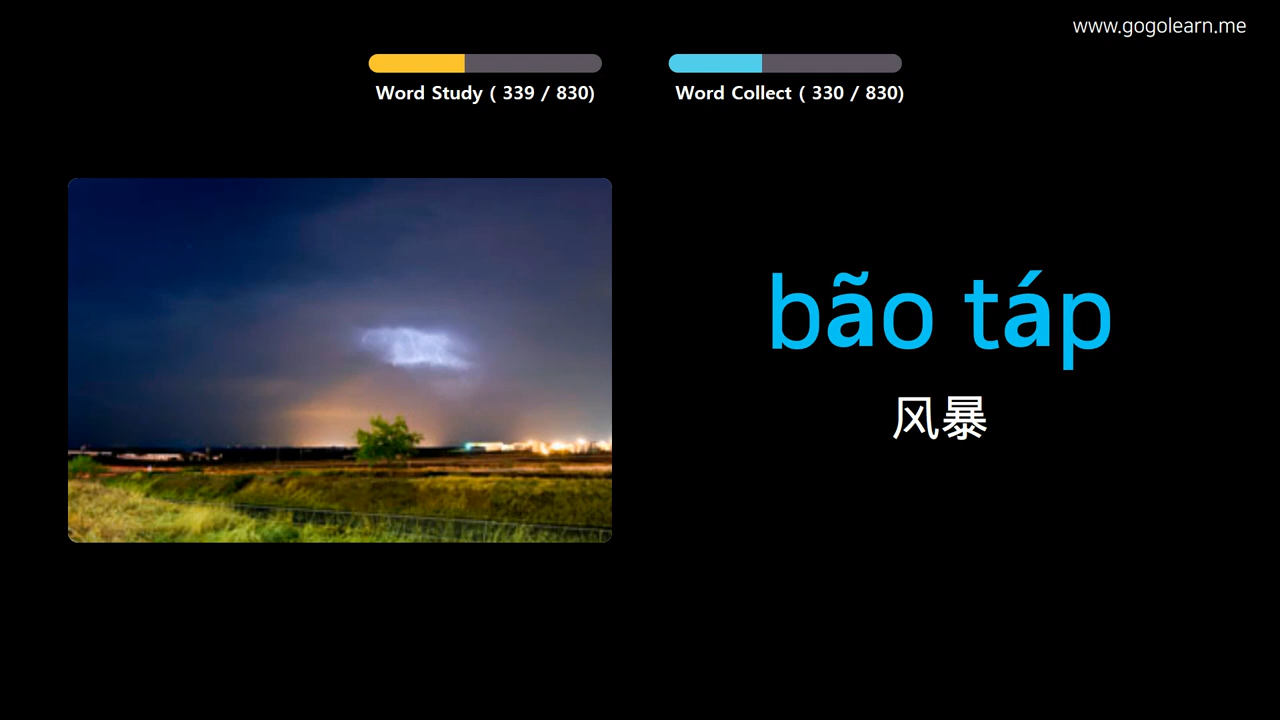 www.gogolearn.me
Word Study ( 339 / 830)
Word Collect ( 330 / 830)
bão táp
风暴